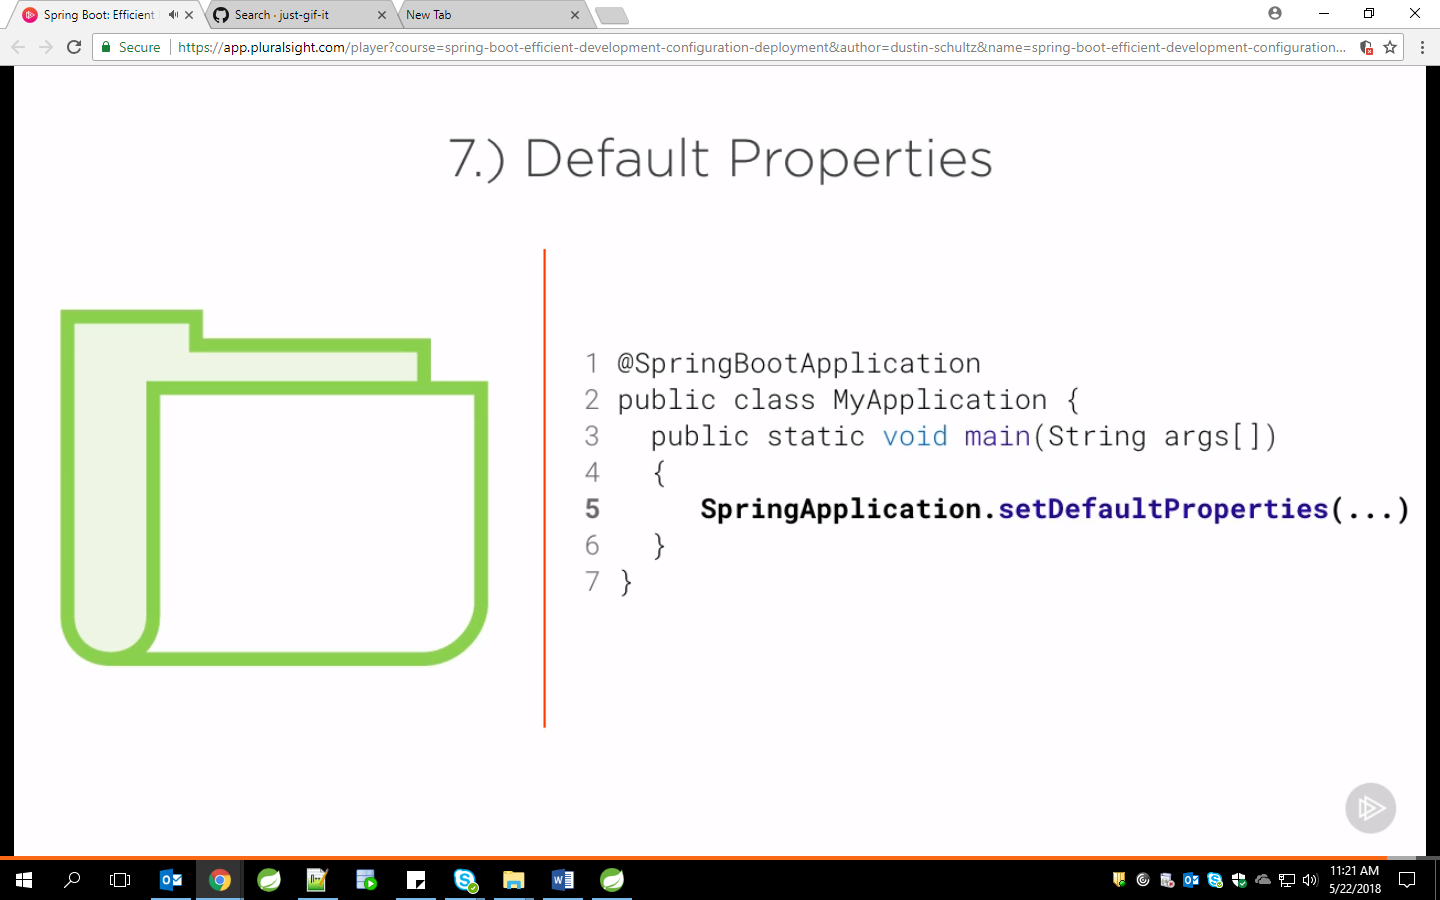 Spring Boot: Efficient
Search · just-gif-it
New Tab
Secure
https://app.pluralsight.com/player?course=spring-boot-efficient-development-configuration-deployment&author=dustin-schultz&name=spring-boot-efficient-development-configuration...
7.) Default Properties
1 @SpringBootApplication
2 public class MyApplication {
3 public static void main(String args[])
4 {
5 SpringApplication.setDefaultProperties(...)
6 }
7 }
11:21 AM
5/22/2018